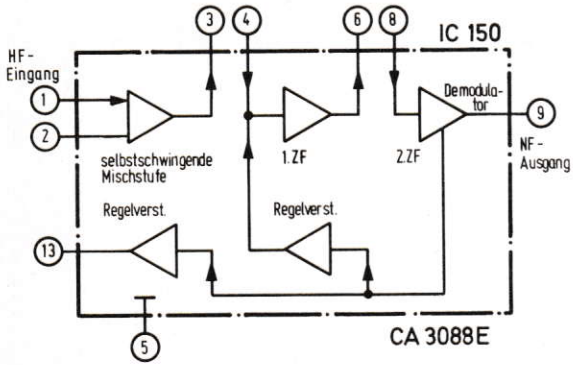 3
4
6
8
IC 150
HF-
Eingang
1
2
selbstschwingende
Mischstufe
1.ZF
2.ZF
Demodula-
tor
9
NF-
Ausgang
Regelverst.
Regelverst.
13
5
CA 3088E